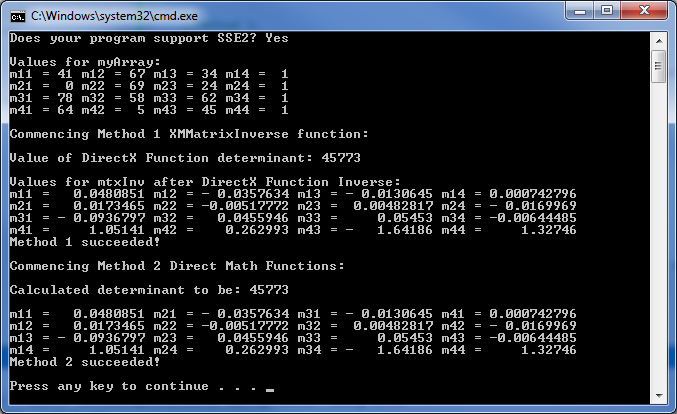 C:\Windows\system32\cmd.exe
Does your program support SSE2? Yes
Values for myArray:
m11 = 41 m12 = 67 m13 = 34 m14 =  1
m21 =  0 m22 = 69 m23 = 24 m24 =  1
m31 = 78 m32 = 58 m33 = 62 m34 =  1
m41 = 64 m42 =  5 m43 = 45 m44 =  1
Commencing Method 1 XMMatrixInverse function:
Value of DirectX Function determinant: 45773
Values for mtxInv after DirectX Function Inverse:
m11 =   0.0480851 m12 = - 0.0357634 m13 = - 0.0130645 m14 = 0.000742796
m21 =   0.0173465 m22 = -0.00517772 m23 =  0.00482817 m24 = - 0.0169969
m31 = - 0.0936797 m32 =   0.0455946 m33 =     0.05453 m34 = -0.00644485
m41 =     1.05141 m42 =    0.262993 m43 = -   1.64186 m44 =     1.32746
Method 1 succeeded!
Commencing Method 2 Direct Math Functions:
Calculated determinant to be: 45773
m11 =   0.0480851 m21 = - 0.0357634 m31 = - 0.0130645 m41 = 0.000742796
m12 =   0.0173465 m22 = -0.00517772 m32 =  0.00482817 m42 = - 0.0169969
m13 = - 0.0936797 m23 =   0.0455946 m33 =     0.05453 m43 = -0.00644485
m14 =     1.05141 m24 =    0.262993 m34 = -   1.64186 m44 =     1.32746
Method 2 succeeded!
Press any key to continue . . . _